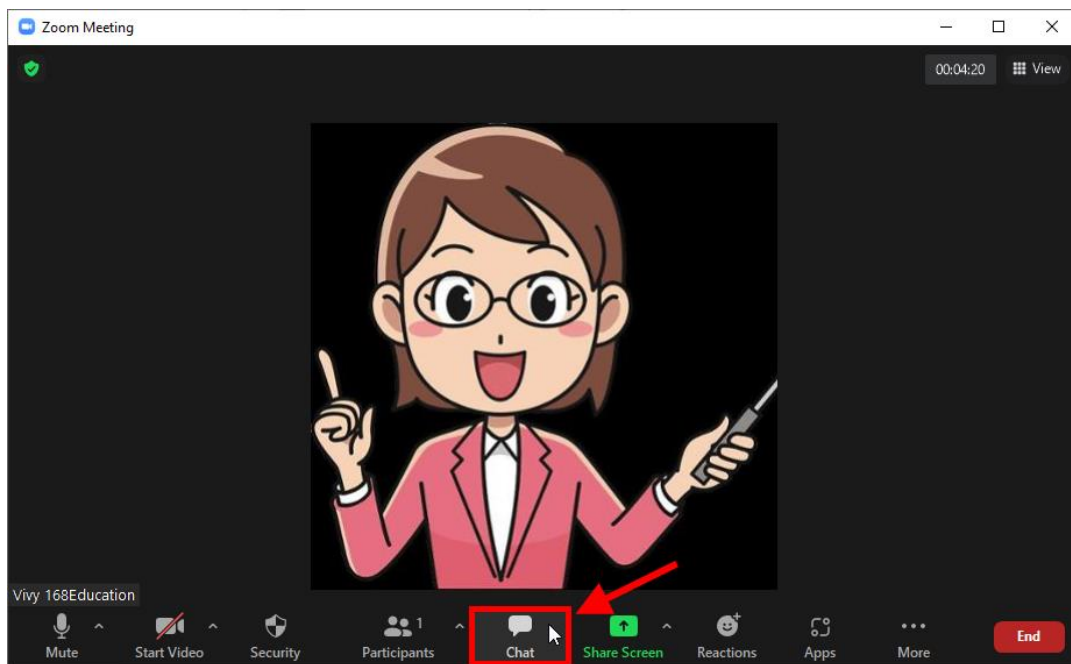 Zoom Meeting
00:04:20 View
Vivy 168Education
1
Mute Start Video Security Participants Chat Share Screen Reactions Apps More End